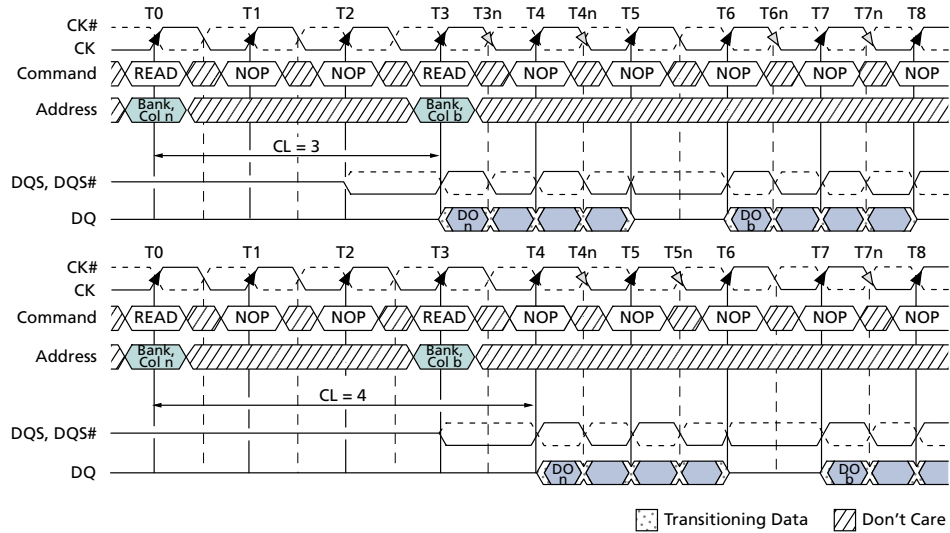 T0 T1 T2 T3 T3n T4 T4n T5 T6 T6n T7 T7n T8
CK#
CK
Command READ NOP NOP READ NOP NOP NOP NOP NOP
Address Bank, Col n Bank, Col b
CL = 3
DQS, DQS#
DQ DO n DO b
T0 T1 T2 T3 T4 T4n T5 T5n T6 T7 T7n T8
CK#
CK
Command READ NOP NOP READ NOP NOP NOP NOP NOP
Address Bank, Col n Bank, Col b
CL = 4
DQS, DQS#
DQ DO n DO b
Transitioning Data Don't Care